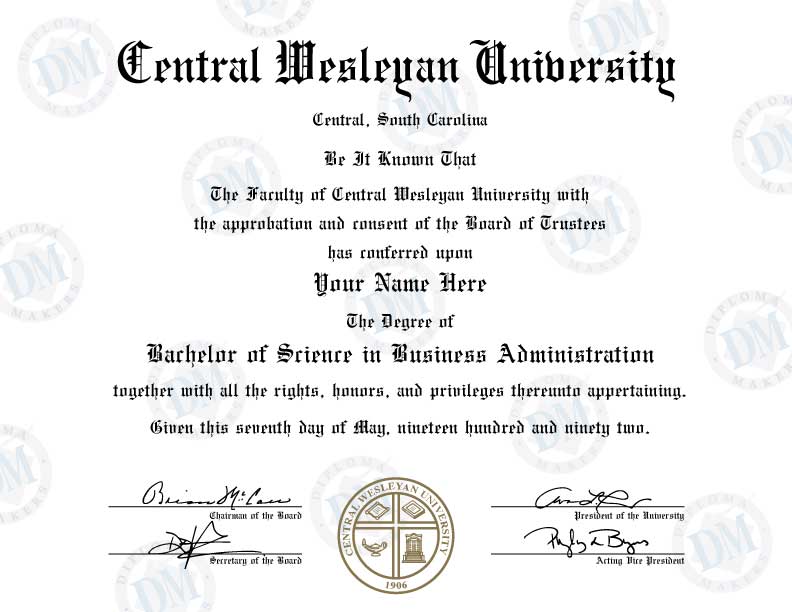 Central Wesleyan University
Central, South Carolina
Be It Known That
The Faculty of Central Wesleyan University with
the approbation and consent of the Board of Trustees
has conferred upon
Your Name Here
The Degree of
Bachelor of Science in Business Administration
together with all the rights, honors, and privileges thereunto appertaining.
Given this seventh day of May, nineteen hundred and ninety two.
Brian McCaw
Chairman of the Board
Secretary of the Board
CENTRAL WESLEYAN UNIVERSITY
1906
President of the University
Acting Vice President
DIPLOMA
DM
MAKERS